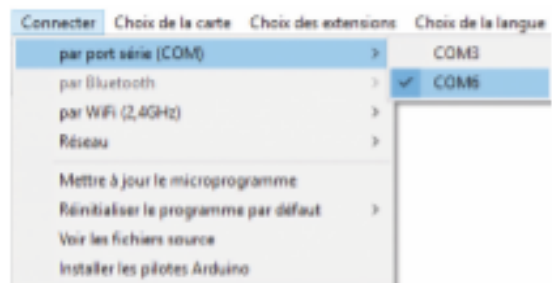 Connecter Choix de la carte Choix des extensions Choix de la langue
par port série (COM)
COM3
par Bluetooth
COM6
par WiFi (2,4GHz)
Réseau
Mettre à jour le microprogramme
Réinitialiser le programme par défaut
Voir les fichiers source
Installer les pilotes Arduino